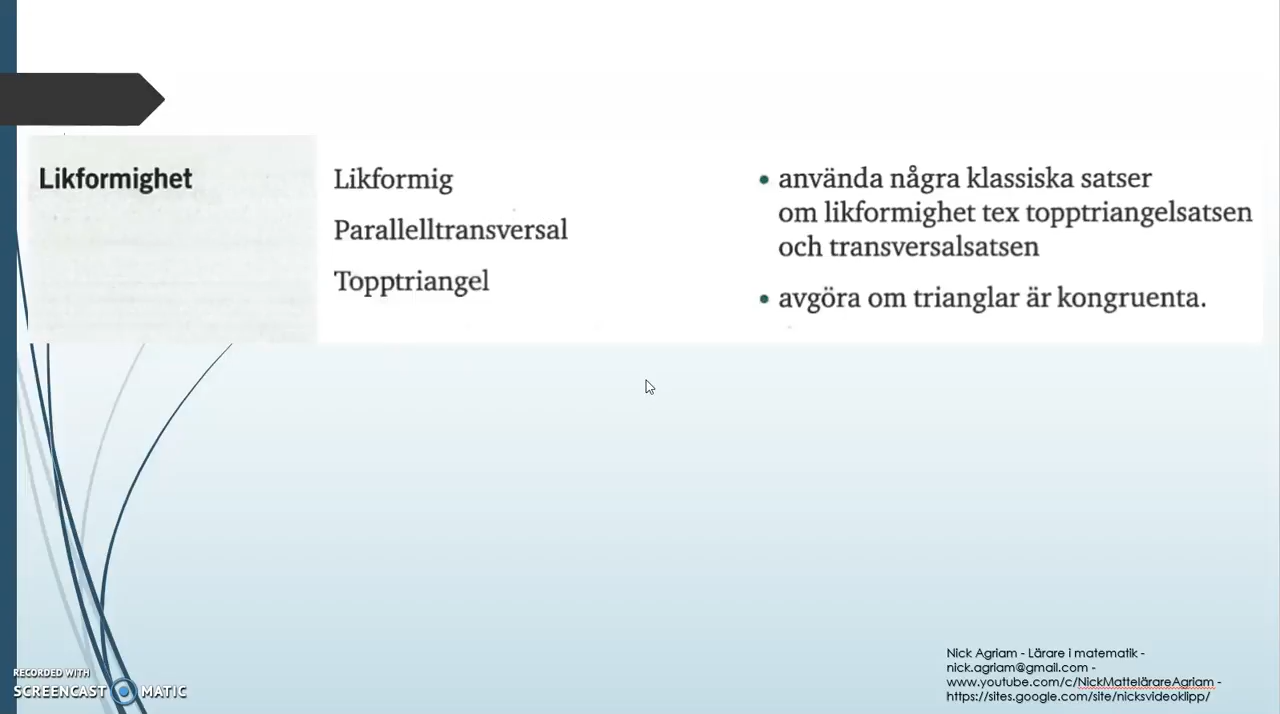 Likformighet
Likformig
Parallelltransversal
Topptriangel
• använda några klassiska satser
om likformighet tex topptriangelsatsen
och transversalsatsen
• avgöra om trianglar är kongruenta.
Nick Agriam - Lärare i matematik -
nick.agriam@gmail.com -
www.youtube.com/c/NickMattelärareAgriam -
https://sites.google.com/site/nicksvideoklipp/
RECORDED WITH
SCREENCAST MATIC